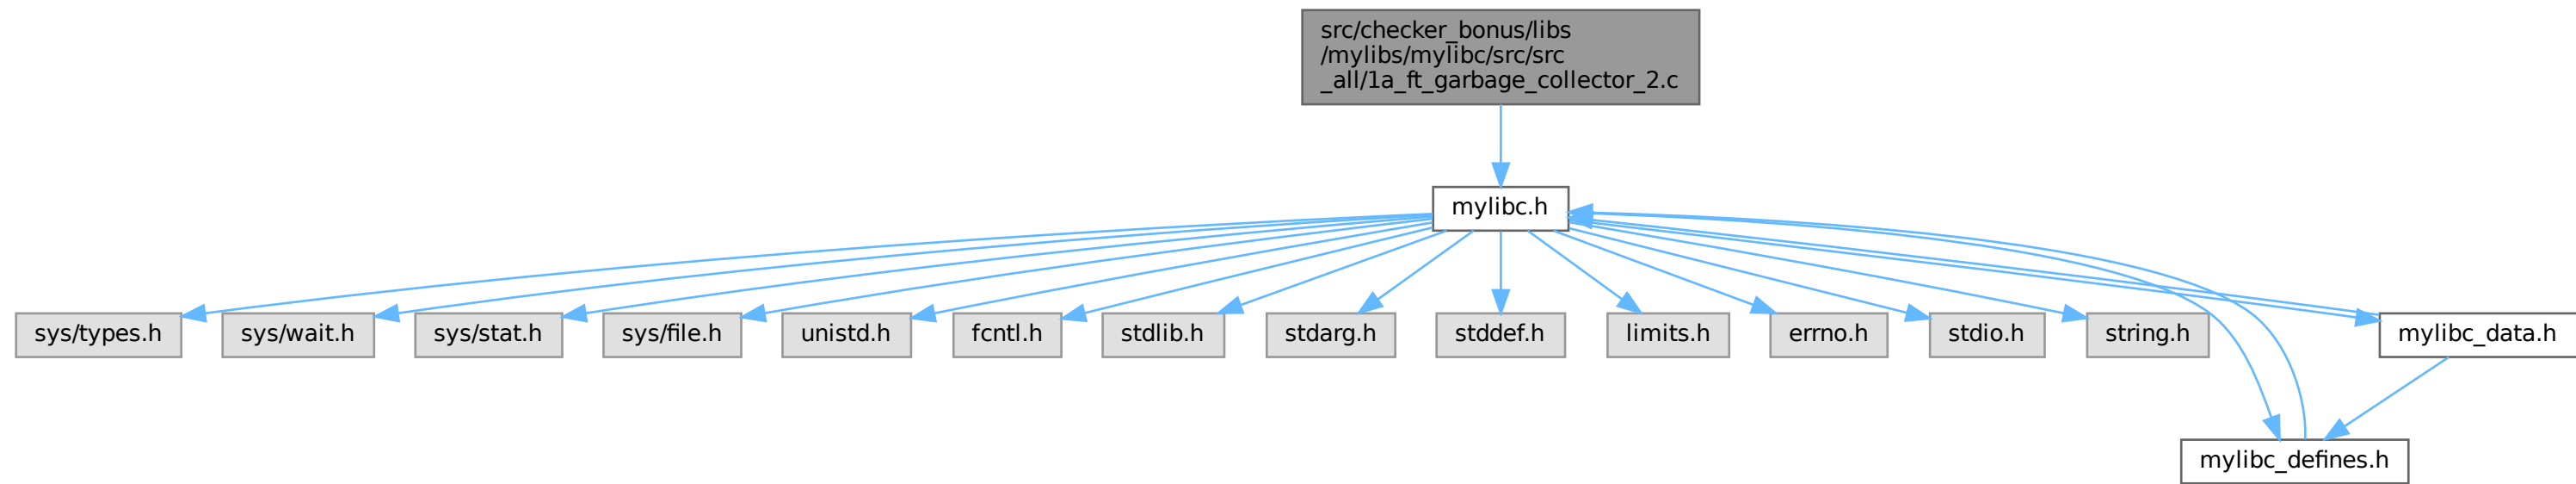 src/checker_bonus/libs
/mylibs/mylibc/src/src
_all/1a_ft_garbage_collector_2.c
mylibc.h
sys/types.h
sys/wait.h
sys/stat.h
sys/file.h
unistd.h
fcntl.h
stdlib.h
stdarg.h
stddef.h
limits.h
errno.h
stdio.h
string.h
mylibc_data.h
mylibc_defines.h